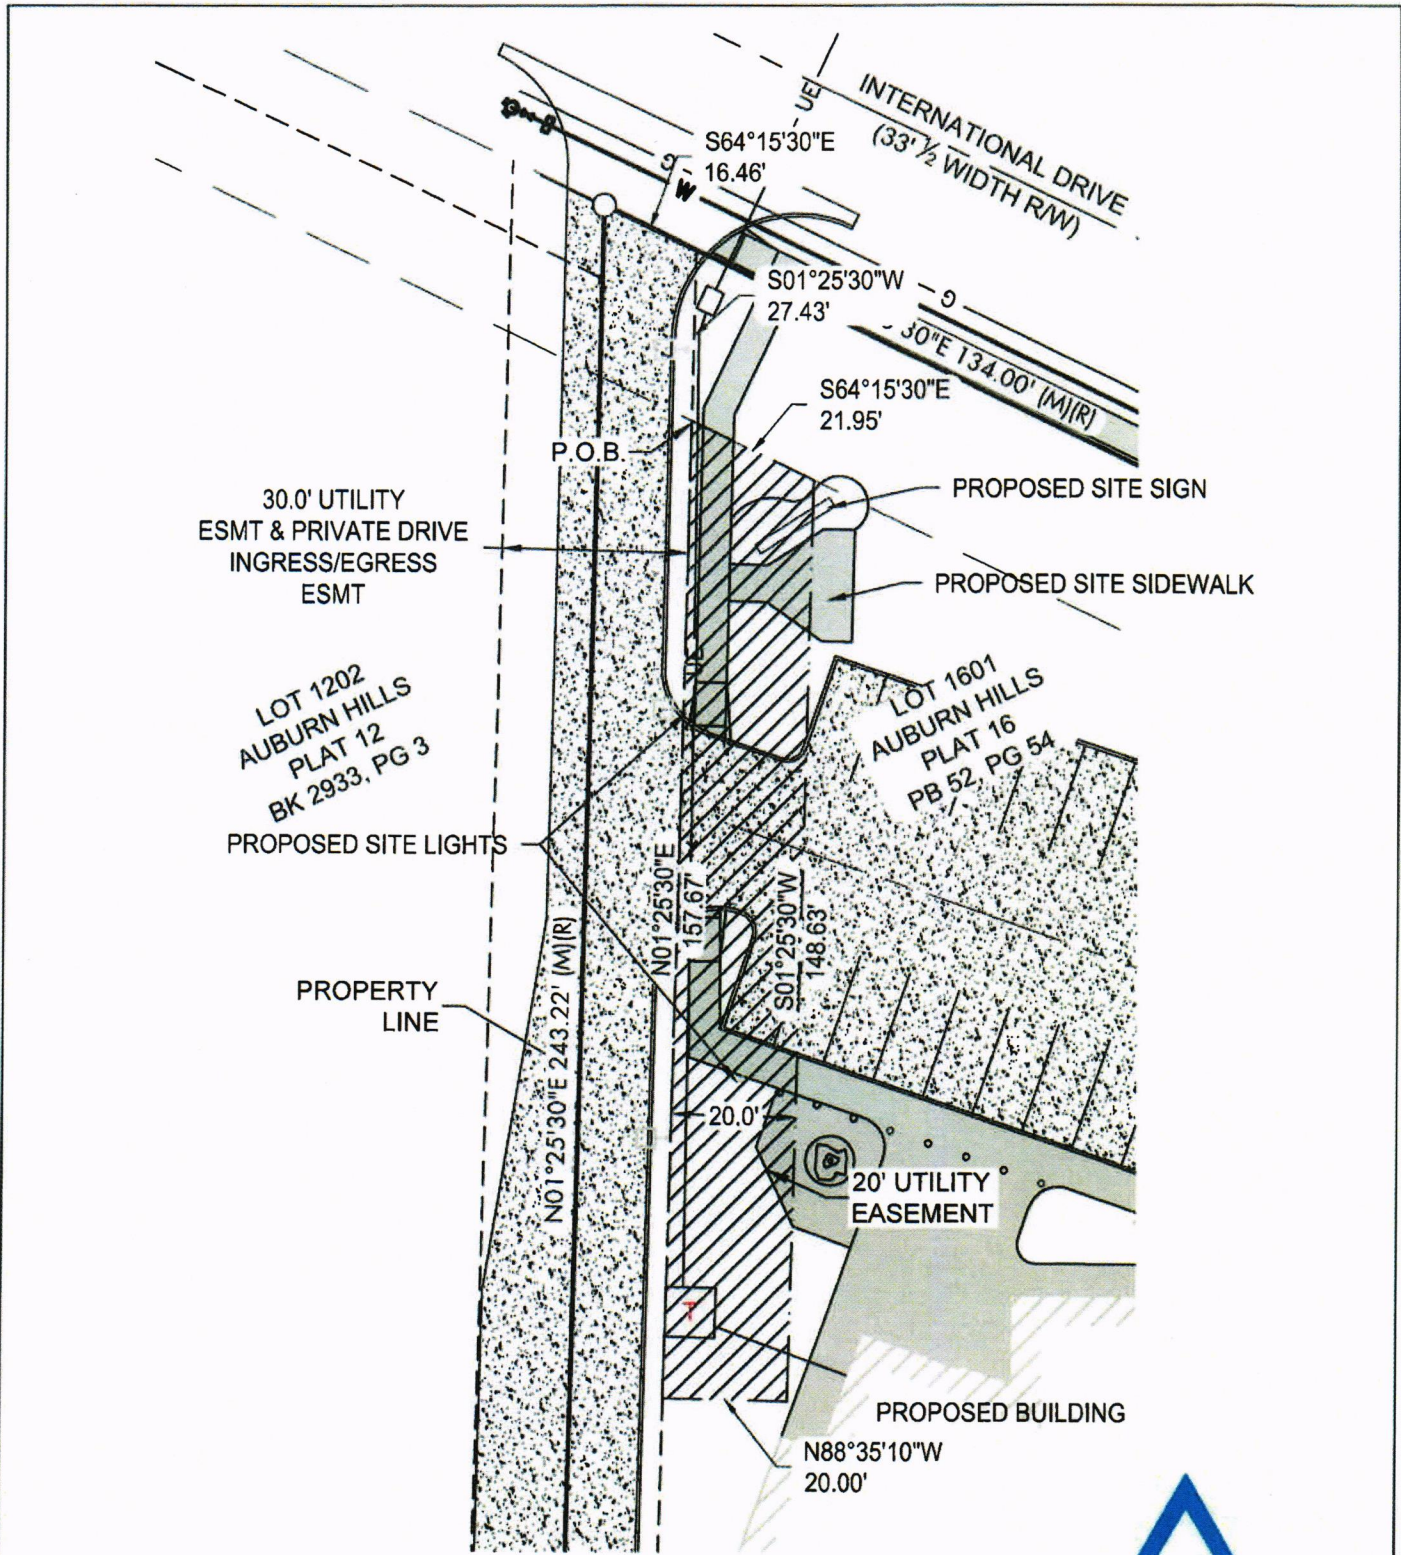 UE
INTERNATIONAL DRIVE
(33' ½ WIDTH R/W)
S64°15'30"E
16.46'
G
W
S01°25'30"W
27.43'
G
30"E 134.00' (M)(R)
S64°15'30"E
21.95'
P.O.B.
PROPOSED SITE SIGN
30.0' UTILITY
ESMT & PRIVATE DRIVE
INGRESS/EGRESS
ESMT
PROPOSED SITE SIDEWALK
UE
LOT 1202
AUBURN HILLS
PLAT 12
BK 2933, PG 3
LOT 1601
AUBURN HILLS
PLAT 16
PB 52, PG 54
PROPOSED SITE LIGHTS
N01°25'30"E
157.67'
S01°25'30"W
148.63'
PROPERTY
LINE
N01°25'30"E 243.22' (M)(R)
20.0'
20' UTILITY
EASEMENT
T
PROPOSED BUILDING
N88°35'10"W
20.00'